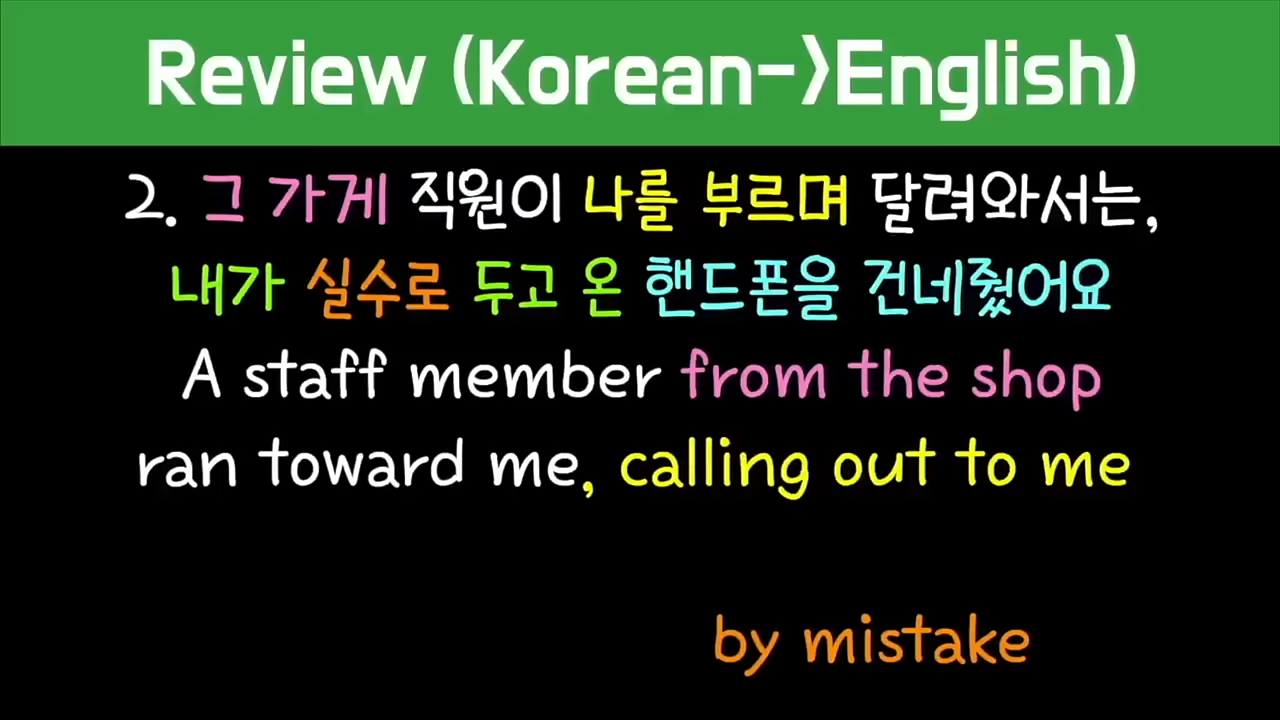 Review (Korean->English)
2. 그 가게 직원이 나를 부르며 달려와서는,
내가 실수로 두고 온 핸드폰을 건네줬어요
A staff member from the shop
ran toward me, calling out to me
by mistake